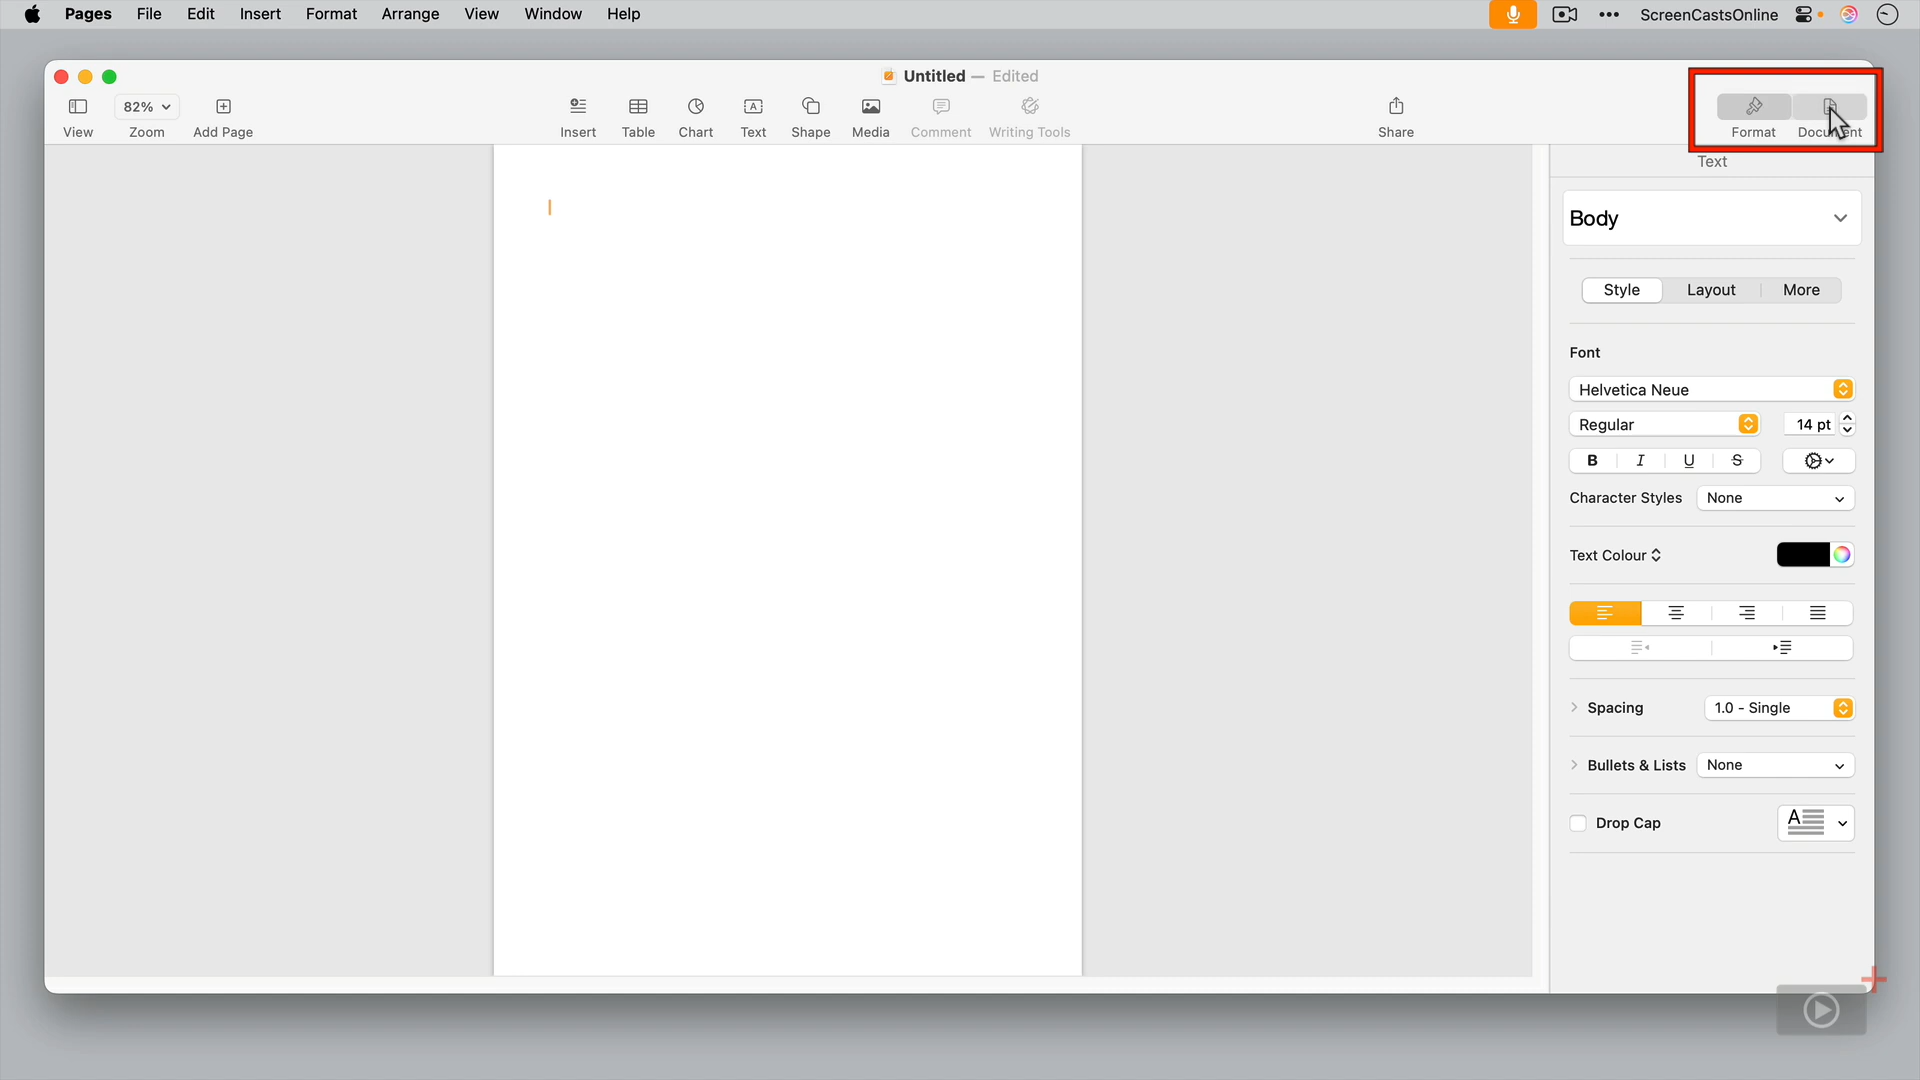 Pages File Edit Insert Format Arrange View Window Help ScreenCastsOnline
Untitled — Edited
82%
View Zoom Add Page Insert Table Chart Text Shape Media Comment Writing Tools Share Format Document
Text
Body
Style Layout More
Font
Helvetica Neue
Regular 14 pt
B I U S
Character Styles None
Text Colour
Spacing 1.0 - Single
Bullets & Lists None
Drop Cap A